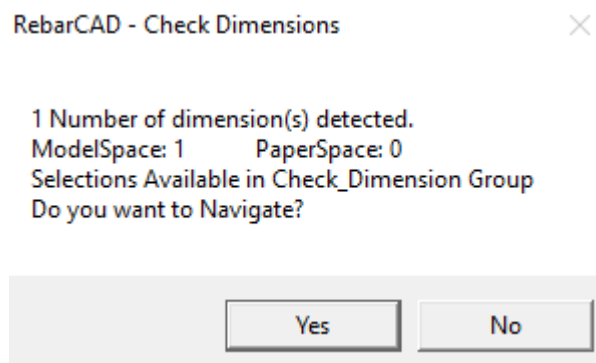 RebarCAD - Check Dimensions
1 Number of dimension(s) detected.
ModelSpace: 1 PaperSpace: 0
Selections Available in Check_Dimension Group
Do you want to Navigate?
Yes No